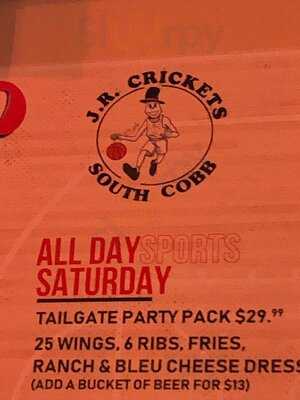 J.R. CRICKETS
SOUTH COBB
ALL DAY SPORTS
SATURDAY
TAILGATE PARTY PACK $29.99
25 WINGS, 6 RIBS, FRIES,
RANCH & BLEU CHEESE DRESS
(ADD A BUCKET OF BEER FOR $13)